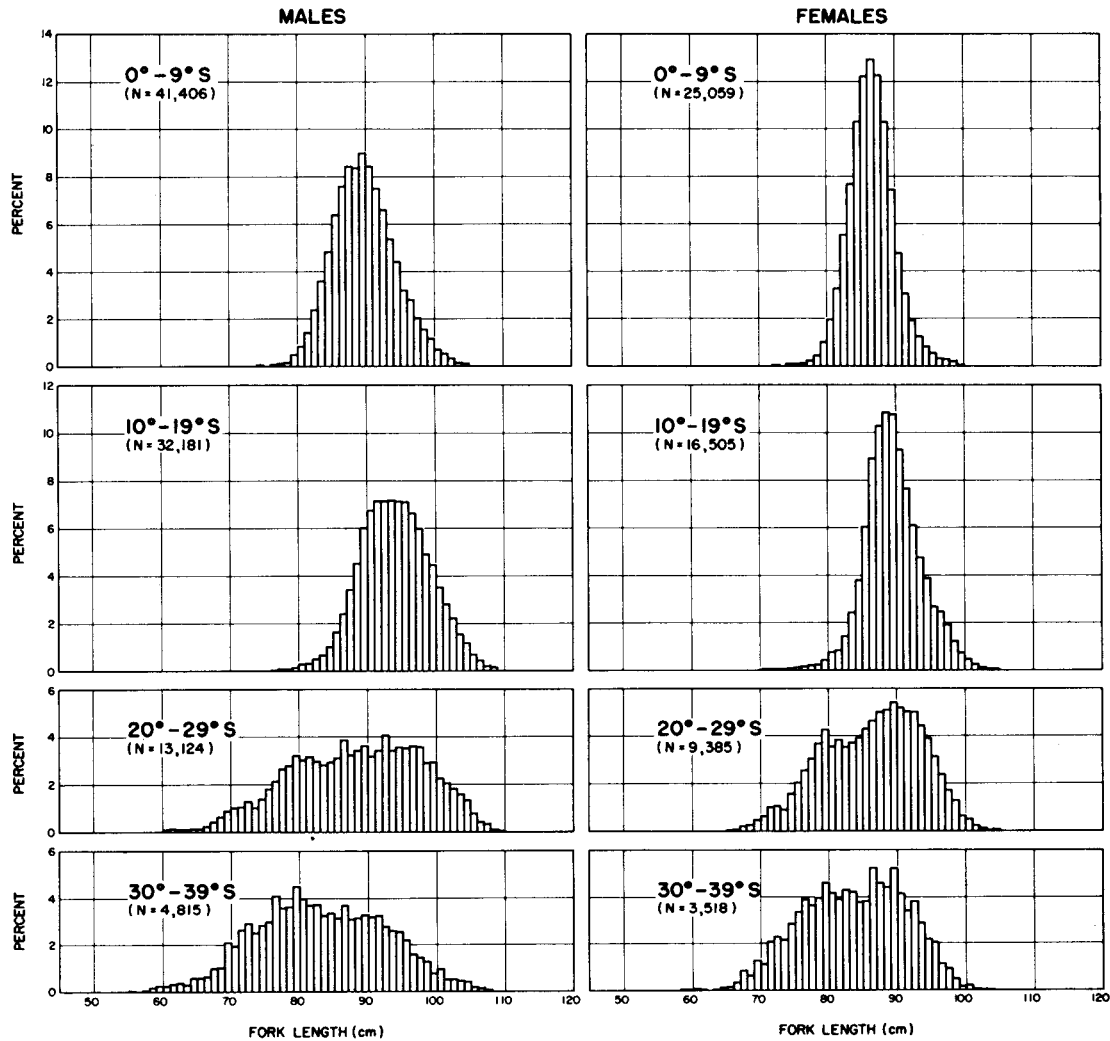 MALES
FEMALES
14
12
10
8
6
4
2
0
PERCENT
0°-9°S
(N=41,406)
0°-9°S
(N=25,059)
12
10
8
6
4
2
0
PERCENT
10°-19°S
(N=32,181)
10°-19°S
(N=16,505)
6
4
2
0
PERCENT
20°-29°S
(N=13,124)
20°-29°S
(N=9,385)
6
4
2
0
PERCENT
30°-39°S
(N=4,815)
30°-39°S
(N=3,518)
50 60 70 80 90 100 110 120
50 60 70 80 90 100 110 120
FORK LENGTH (cm)
FORK LENGTH (cm)